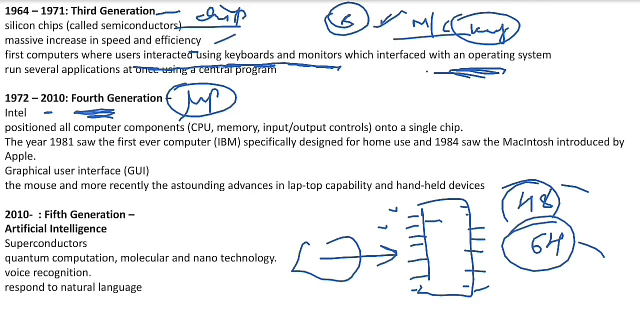 1964 – 1971: Third Generation chip
silicon chips (called semiconductors)
massive increase in speed and efficiency
first computers where users interacted using keyboards and monitors which interfaced with an operating system
run several applications at once using a central program
1972 – 2010: Fourth Generation –
Intel
positioned all computer components (CPU, memory, input/output controls) onto a single chip.
The year 1981 saw the first ever computer (IBM) specifically designed for home use and 1984 saw the MacIntosh introduced by
Apple.
Graphical user interface (GUI)
the mouse and more recently the astounding advances in lap-top capability and hand-held devices
48
64
2010- : Fifth Generation –
Artificial Intelligence
Superconductors
quantum computation, molecular and nano technology.
voice recognition.
respond to natural language